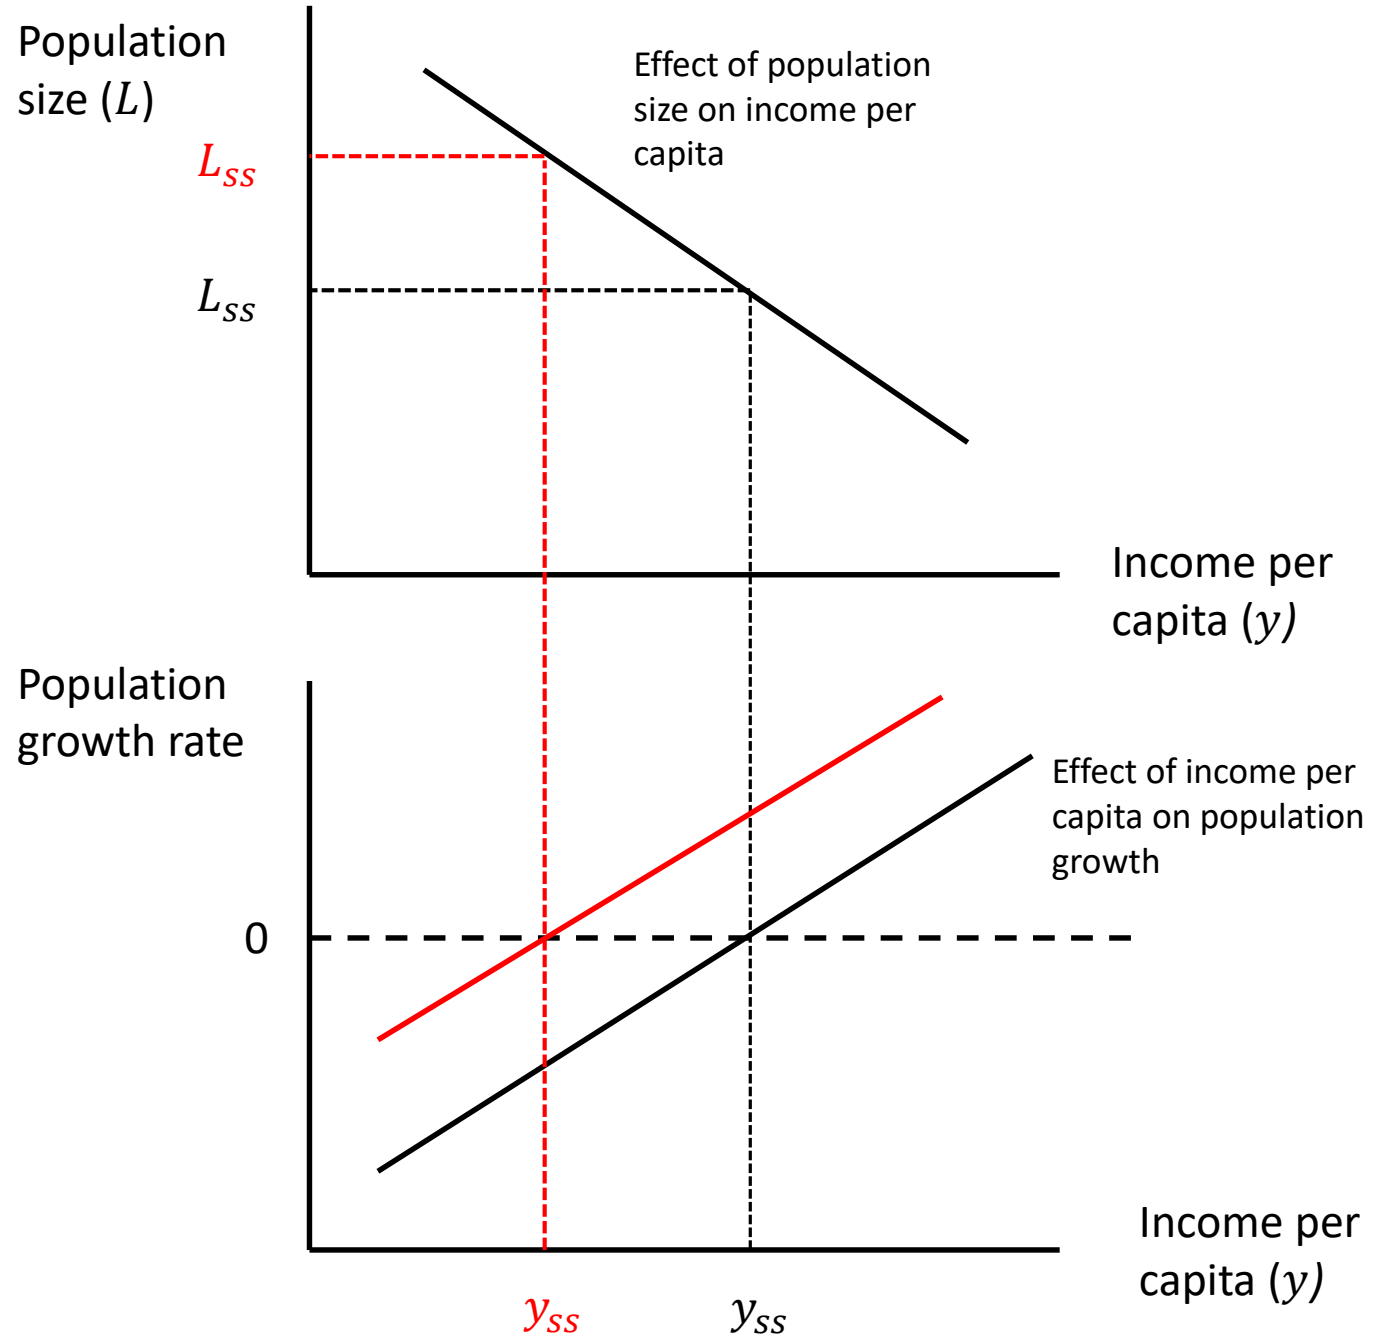 Population
size (L)
Effect of population
size on income per
capita
L_ss
L_ss
Income per
capita (y)
Population
growth rate
Effect of income per
capita on population
growth
0
Income per
capita (y)
y_ss
y_ss